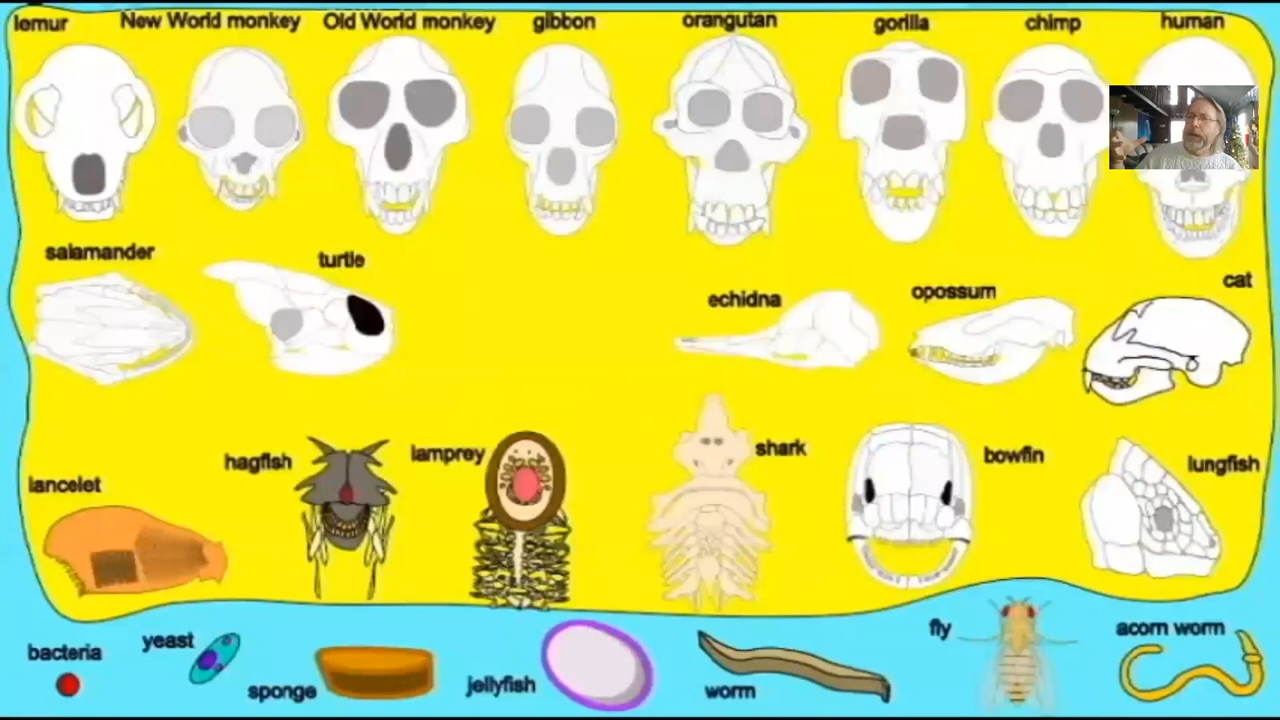 lemur
New World monkey
Old World monkey
gibbon
orangutan
gorilla
chimp
human
salamander
turtle
echidna
opossum
cat
lancelet
hagfish
lamprey
shark
bowfin
lungfish
bacteria
yeast
sponge
jellyfish
worm
fly
acorn worm